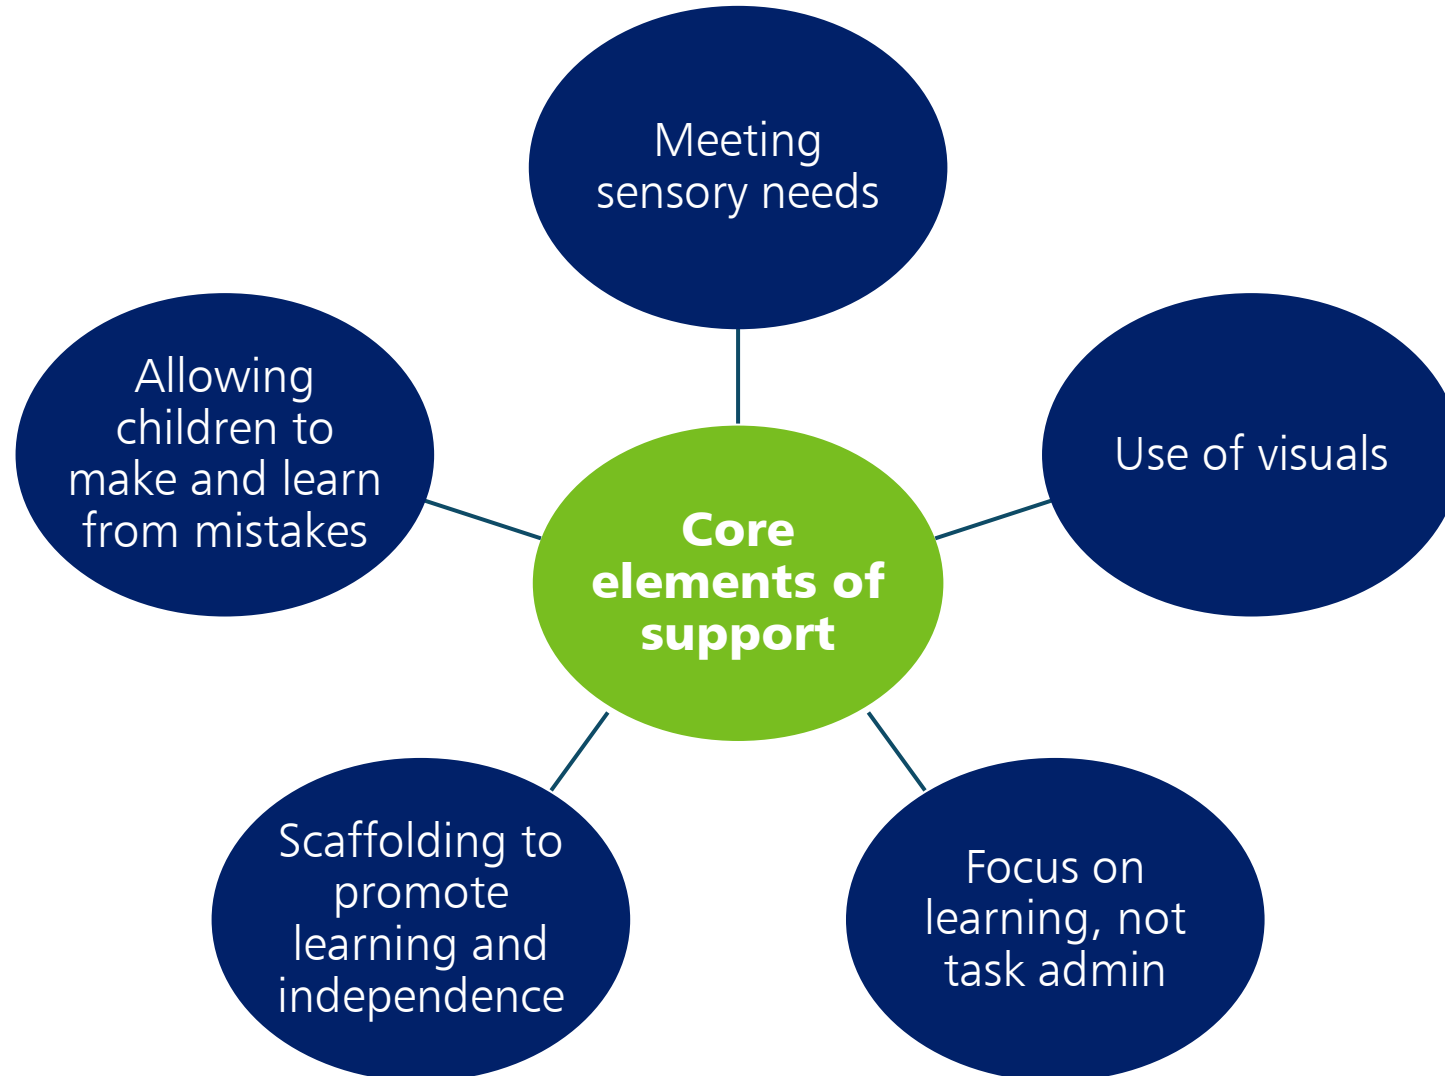 Meeting
sensory needs
Allowing
children to
make and learn
from mistakes
Use of visuals
Core
elements of
support
Scaffolding to
promote
learning and
independence
Focus on
learning, not
task admin